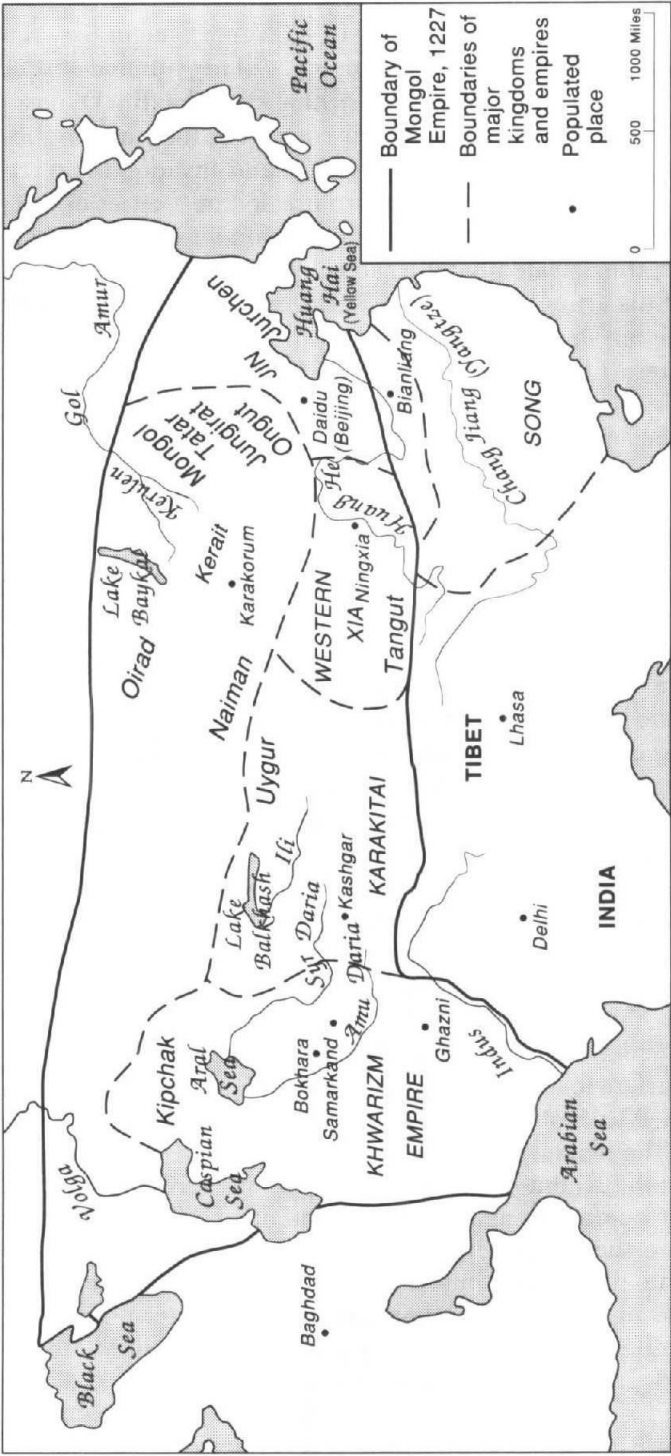 N
Black
Sea
Volga
Caspian
Sea
Kipchak
Aral
Sea
Bokhara
Samarkand
Amu Daria
Syr Daria
KHWARIZM
EMPIRE
Ghazni
Indus
Baghdad
Arabian
Sea
Lake
Balkhash
Ili
Kashgar
KARAKITAI
Uygur
Naiman
Delhi
INDIA
TIBET
Lhasa
Oirad
Lake
Baykal
Kerait
Karakorum
Kerulen
Mongol
Tatar
Jungirat
Ongut
WESTERN
XIA
Ningxia
Tangut
Huang He
Gol Amur
JIN
Jurchen
Daidu
(Beijing)
Bianliang
Huang
Hai
(Yellow Sea)
Chang Jiang (Yangtze)
SONG
Pacific
Ocean
Boundary of
Mongol
Empire, 1227
Boundaries of
major
kingdoms
and empires
Populated
place
0 500 1000 Miles